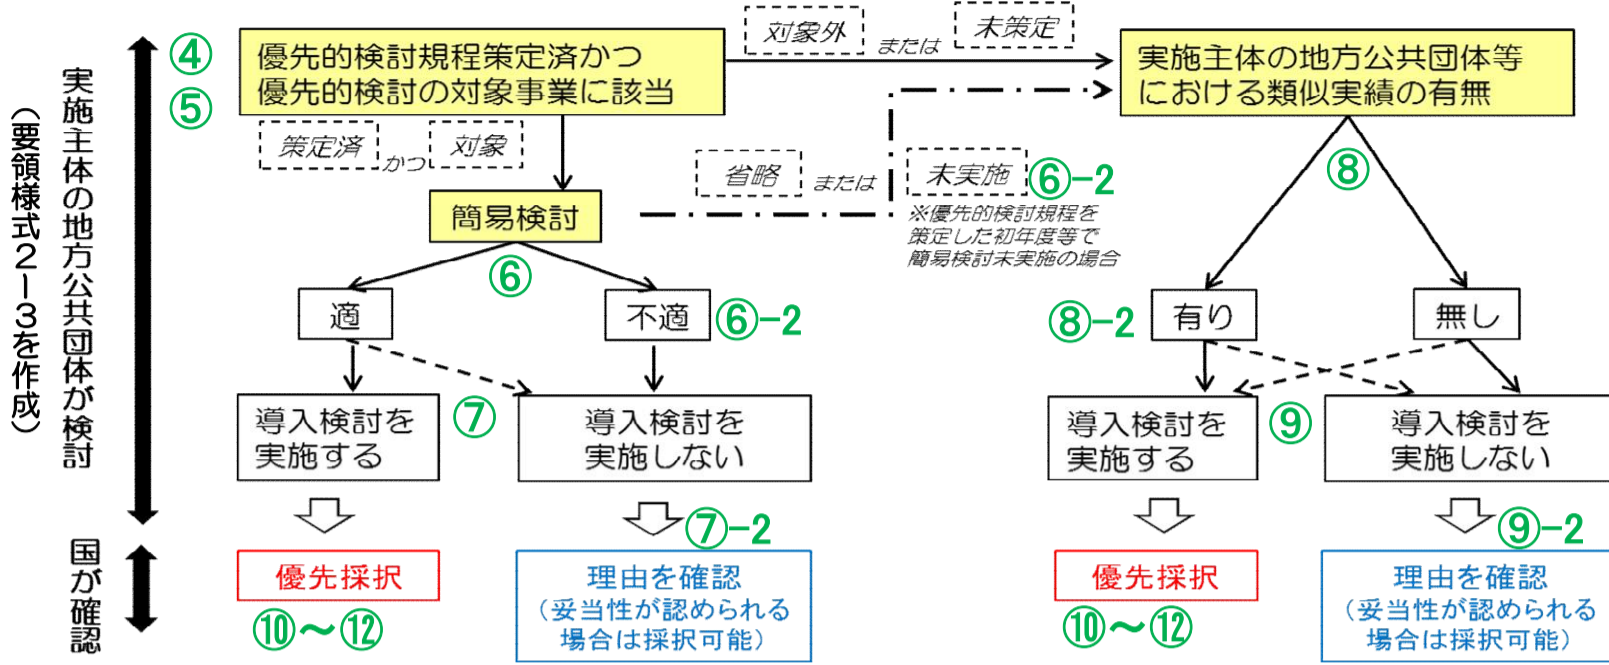 実施主体の地方公共団体が検討
（要領様式2－3を作成）
国が確認
④
⑤
優先的検討規程策定済かつ
優先的検討の対象事業に該当
対象外 または 未策定
実施主体の地方公共団体等
における類似実績の有無
策定済 かつ 対象
省略 または 未実施 ⑥-2
※優先的検討規程を
策定した初年度等で
簡易検討未実施の場合
簡易検討
⑥
⑧
適
不適 ⑥-2
⑧-2 有り
無し
導入検討を
実施する
⑦
導入検討を
実施しない
導入検討を
実施する
⑨
導入検討を
実施しない
⑦-2
⑨-2
優先採択
⑩～⑫
理由を確認
（妥当性が認められる
場合は採択可能）
優先採択
⑩～⑫
理由を確認
（妥当性が認められる
場合は採択可能）